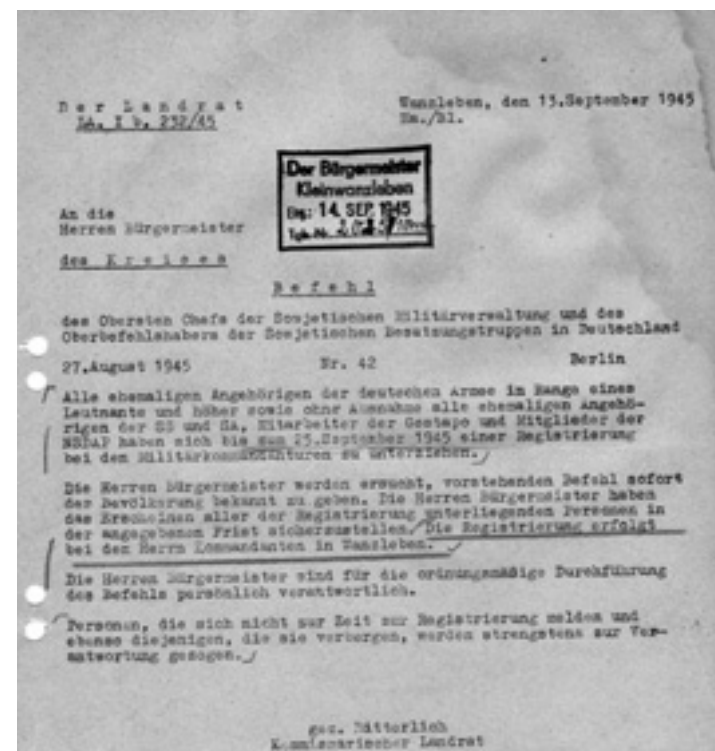 Der Landrat
LA. I b. 232/45
Wanzleben, den 13.September 1945
Em./Bl.
Der Bürgermeister
Kleinwanzleben
Eing: 14. SEP. 1945
Tgb.-Nr.
An die
Herren Bürgermeister
des Kreises
Befehl
des Obersten Chefs der Sowjetischen Militärverwaltung und des
Oberbefehlshabers der Sowjetischen Besatzungstruppen in Deutschland
27.August 1945 Nr. 42 Berlin
Alle ehemaligen Angehörigen der deutschen Armee im Range eines
Leutnants und höher sowie ohne Ausnahme alle ehemaligen Angehö-
rigen der SS und SA, Mitarbeiter der Gestapo und Mitglieder der
NSDAP haben sich bis zum 25.September 1945 einer Registrierung
bei den Militärkommandanturen zu unterziehen.
Die Herren Bürgermeister werden ersucht, vorstehenden Befehl sofort
der Bevölkerung bekannt zu geben. Die Herren Bürgermeister haben
das Erscheinen aller der Registrierung unterliegenden Personen in
der angegebenen Frist sicherzustellen. Die Registrierung erfolgt
bei dem Herrn Kommandanten in Wanzleben.
Die Herren Bürgermeister sind für die ordnungsmäßige Durchführung
des Befehls persönlich verantwortlich.
Personen, die sich nicht zur Zeit zur Registrierung melden und
ebenso diejenigen, die sie verbergen, werden strengstens zur Ver-
antwortung gezogen.
gez. Bitterlich
Kommissarischer Landrat